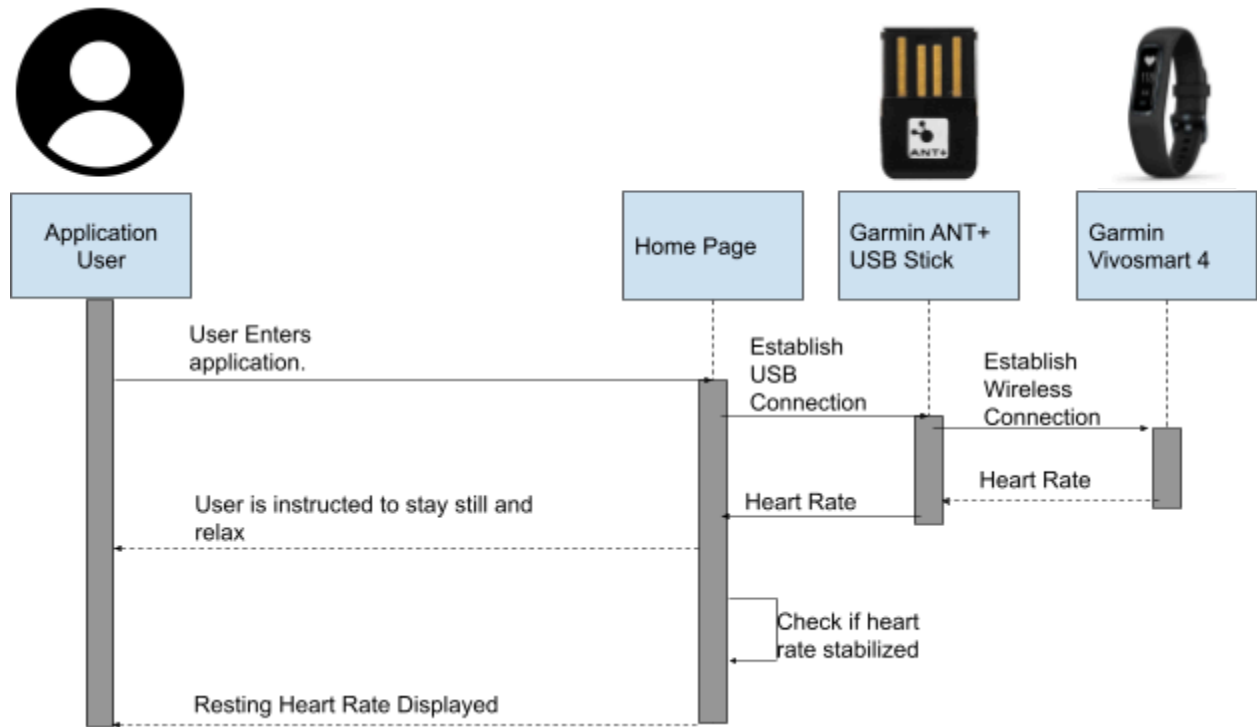 ANT+
Application
User
Home Page
Garmin ANT+
USB Stick
Garmin
Vivosmart 4
User Enters
application.
Establish
USB
Connection
Establish
Wireless
Connection
Heart Rate
Heart Rate
User is instructed to stay still and
relax
Check if heart
rate stabilized
Resting Heart Rate Displayed